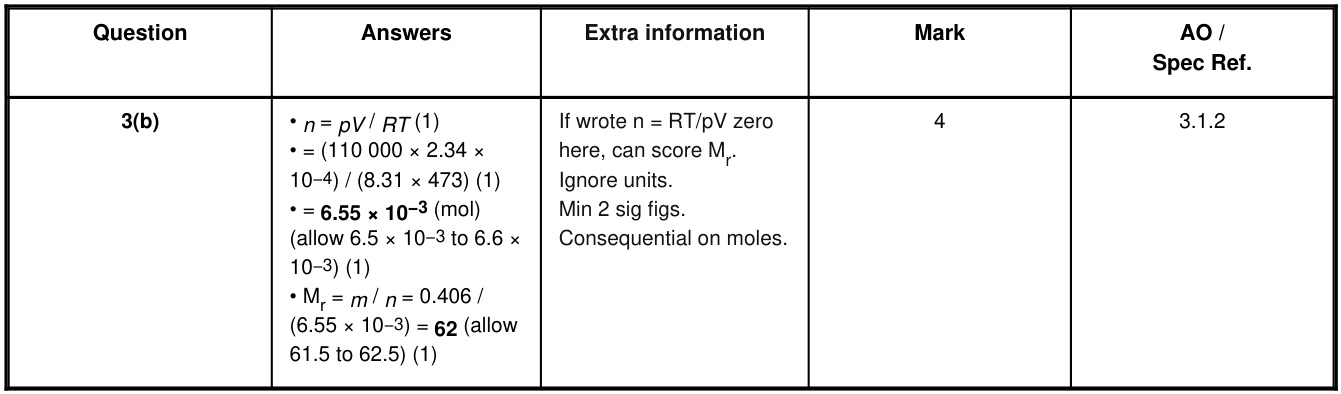 Question Answers Extra information Mark AO /
Spec Ref.
3(b)
• n = pV / RT (1)
• = (110 000 × 2.34 ×
10–4) / (8.31 × 473) (1)
• = 6.55 × 10–3 (mol)
(allow 6.5 × 10–3 to 6.6 ×
10–3) (1)
• Mr = m / n = 0.406 /
(6.55 × 10–3) = 62 (allow
61.5 to 62.5) (1)
If wrote n = RT/pV zero
here, can score Mr.
Ignore units.
Min 2 sig figs.
Consequential on moles.
4
3.1.2